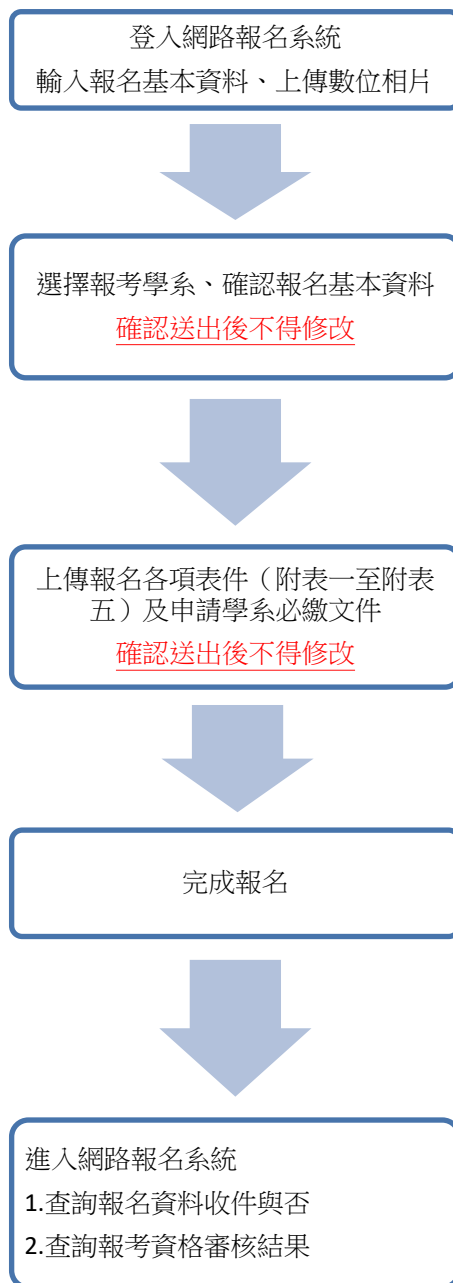 登入網路報名系統
輸入報名基本資料、上傳數位相片
選擇報考學系、確認報名基本資料
確認送出後不得修改
上傳報名各項表件（附表一至附表
五）及申請學系必繳文件
確認送出後不得修改
完成報名
進入網路報名系統
1.查詢報名資料收件與否
2.查詢報考資格審核結果